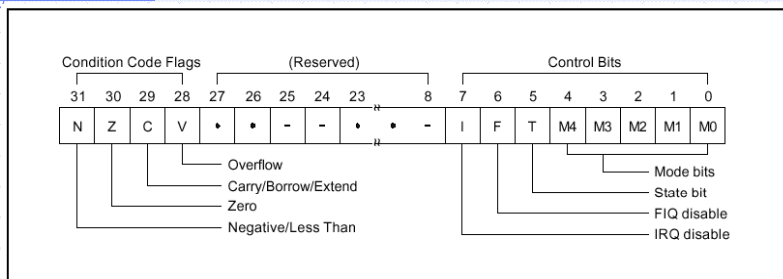 Condition Code Flags (Reserved) Control Bits
31 30 29 28 27 26 25 24 23 8 7 6 5 4 3 2 1 0
N Z C V • • - - • • - I F T M4 M3 M2 M1 M0
Overflow
Carry/Borrow/Extend
Zero
Negative/Less Than
Mode bits
State bit
FIQ disable
IRQ disable